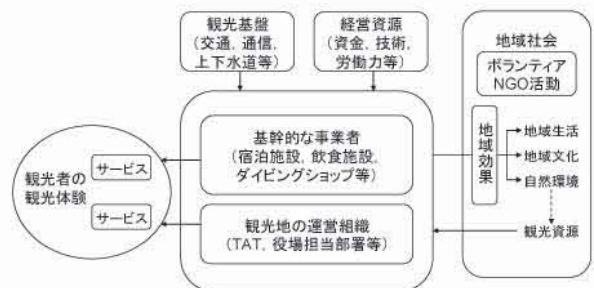 観光基盤
(交通, 通信,
上下水道等)
経営資源
(資金, 技術,
労働力等)
地域社会
ボランティア
NGO活動
基幹的な事業者
(宿泊施設, 飲食施設,
ダイビングショップ等)
観光地の運営組織
(TAT, 役場担当部署等)
観光者の
観光体験
サービス
サービス
地域効果
地域生活
地域文化
自然環境
観光資源